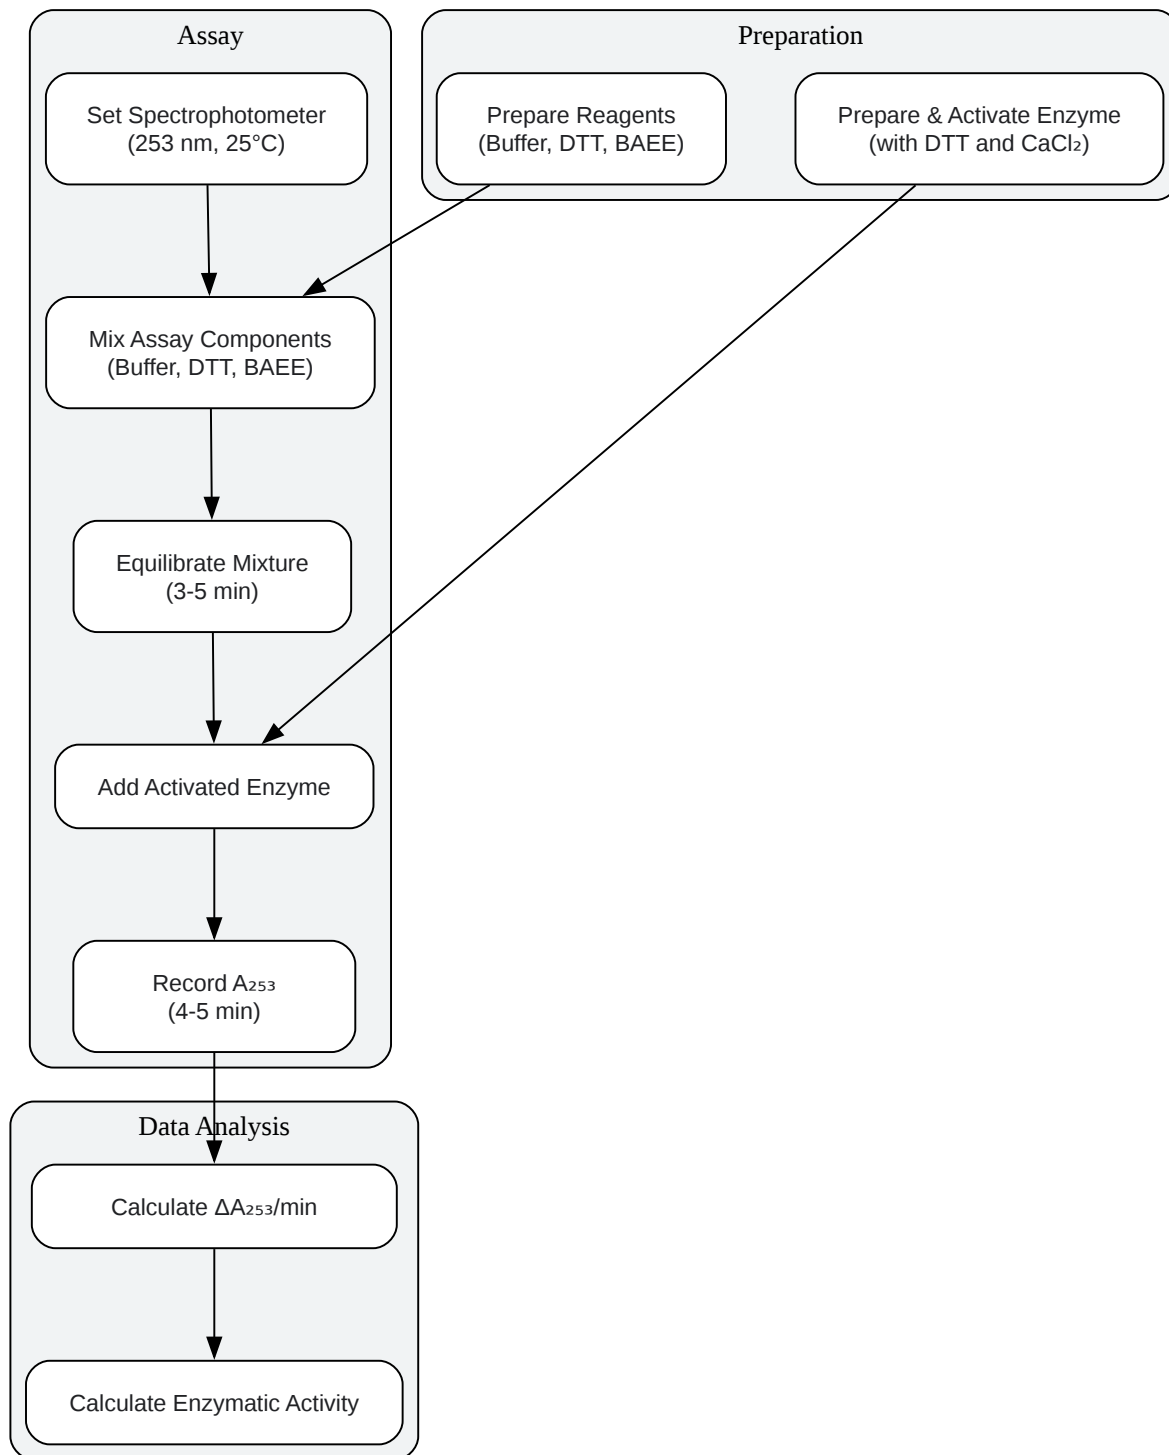 Assay
Set Spectrophotometer
(253 nm, 25°C)
Preparation
Prepare Reagents
(Buffer, DTT, BAEE)
Prepare & Activate Enzyme
(with DTT and CaCl₂)
Mix Assay Components
(Buffer, DTT, BAEE)
Equilibrate Mixture
(3-5 min)
Add Activated Enzyme
Record A₂₅₃
(4-5 min)
Data Analysis
Calculate ΔA₂₅₃/min
Calculate Enzymatic Activity